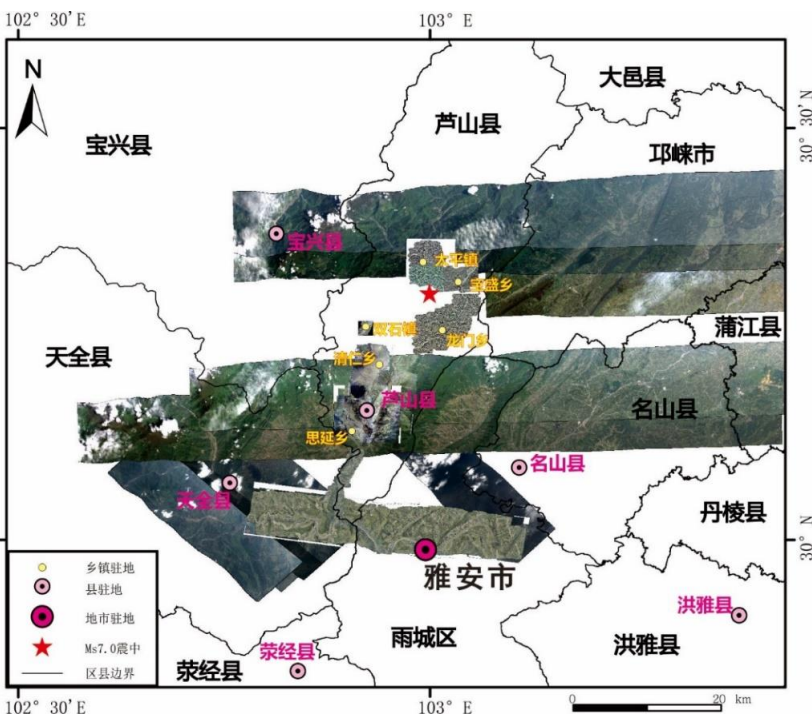 102° 30'E
103° E
N
大邑县
芦山县
30° 30'N
宝兴县
邛崃市
宝兴县
太平镇
宝盛乡
双石镇
龙门乡
蒲江县
天全县
清仁乡
芦山县
名山县
思延乡
名山县
天全县
丹棱县
30° N
乡镇驻地
县驻地
地市驻地
Ms7.0震中
区县边界
雅安市
洪雅县
雨城区
洪雅县
荥经县
荥经县
0 20 km
102° 30'E
103° E